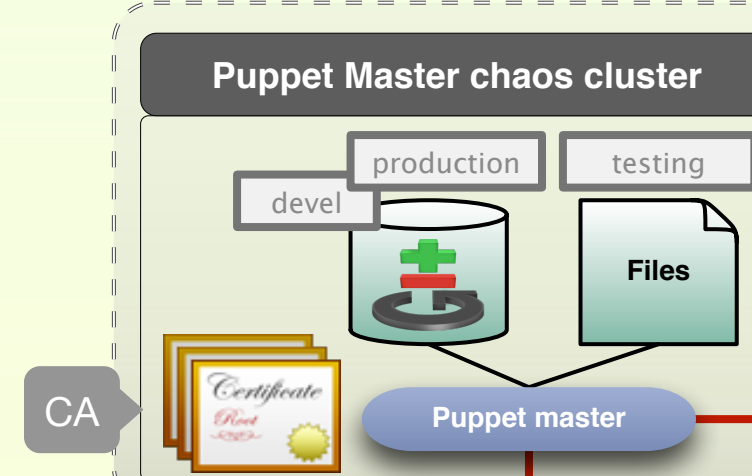 Puppet Master chaos cluster
production
testing
devel
Files
Certificate
Root
CA
Puppet master